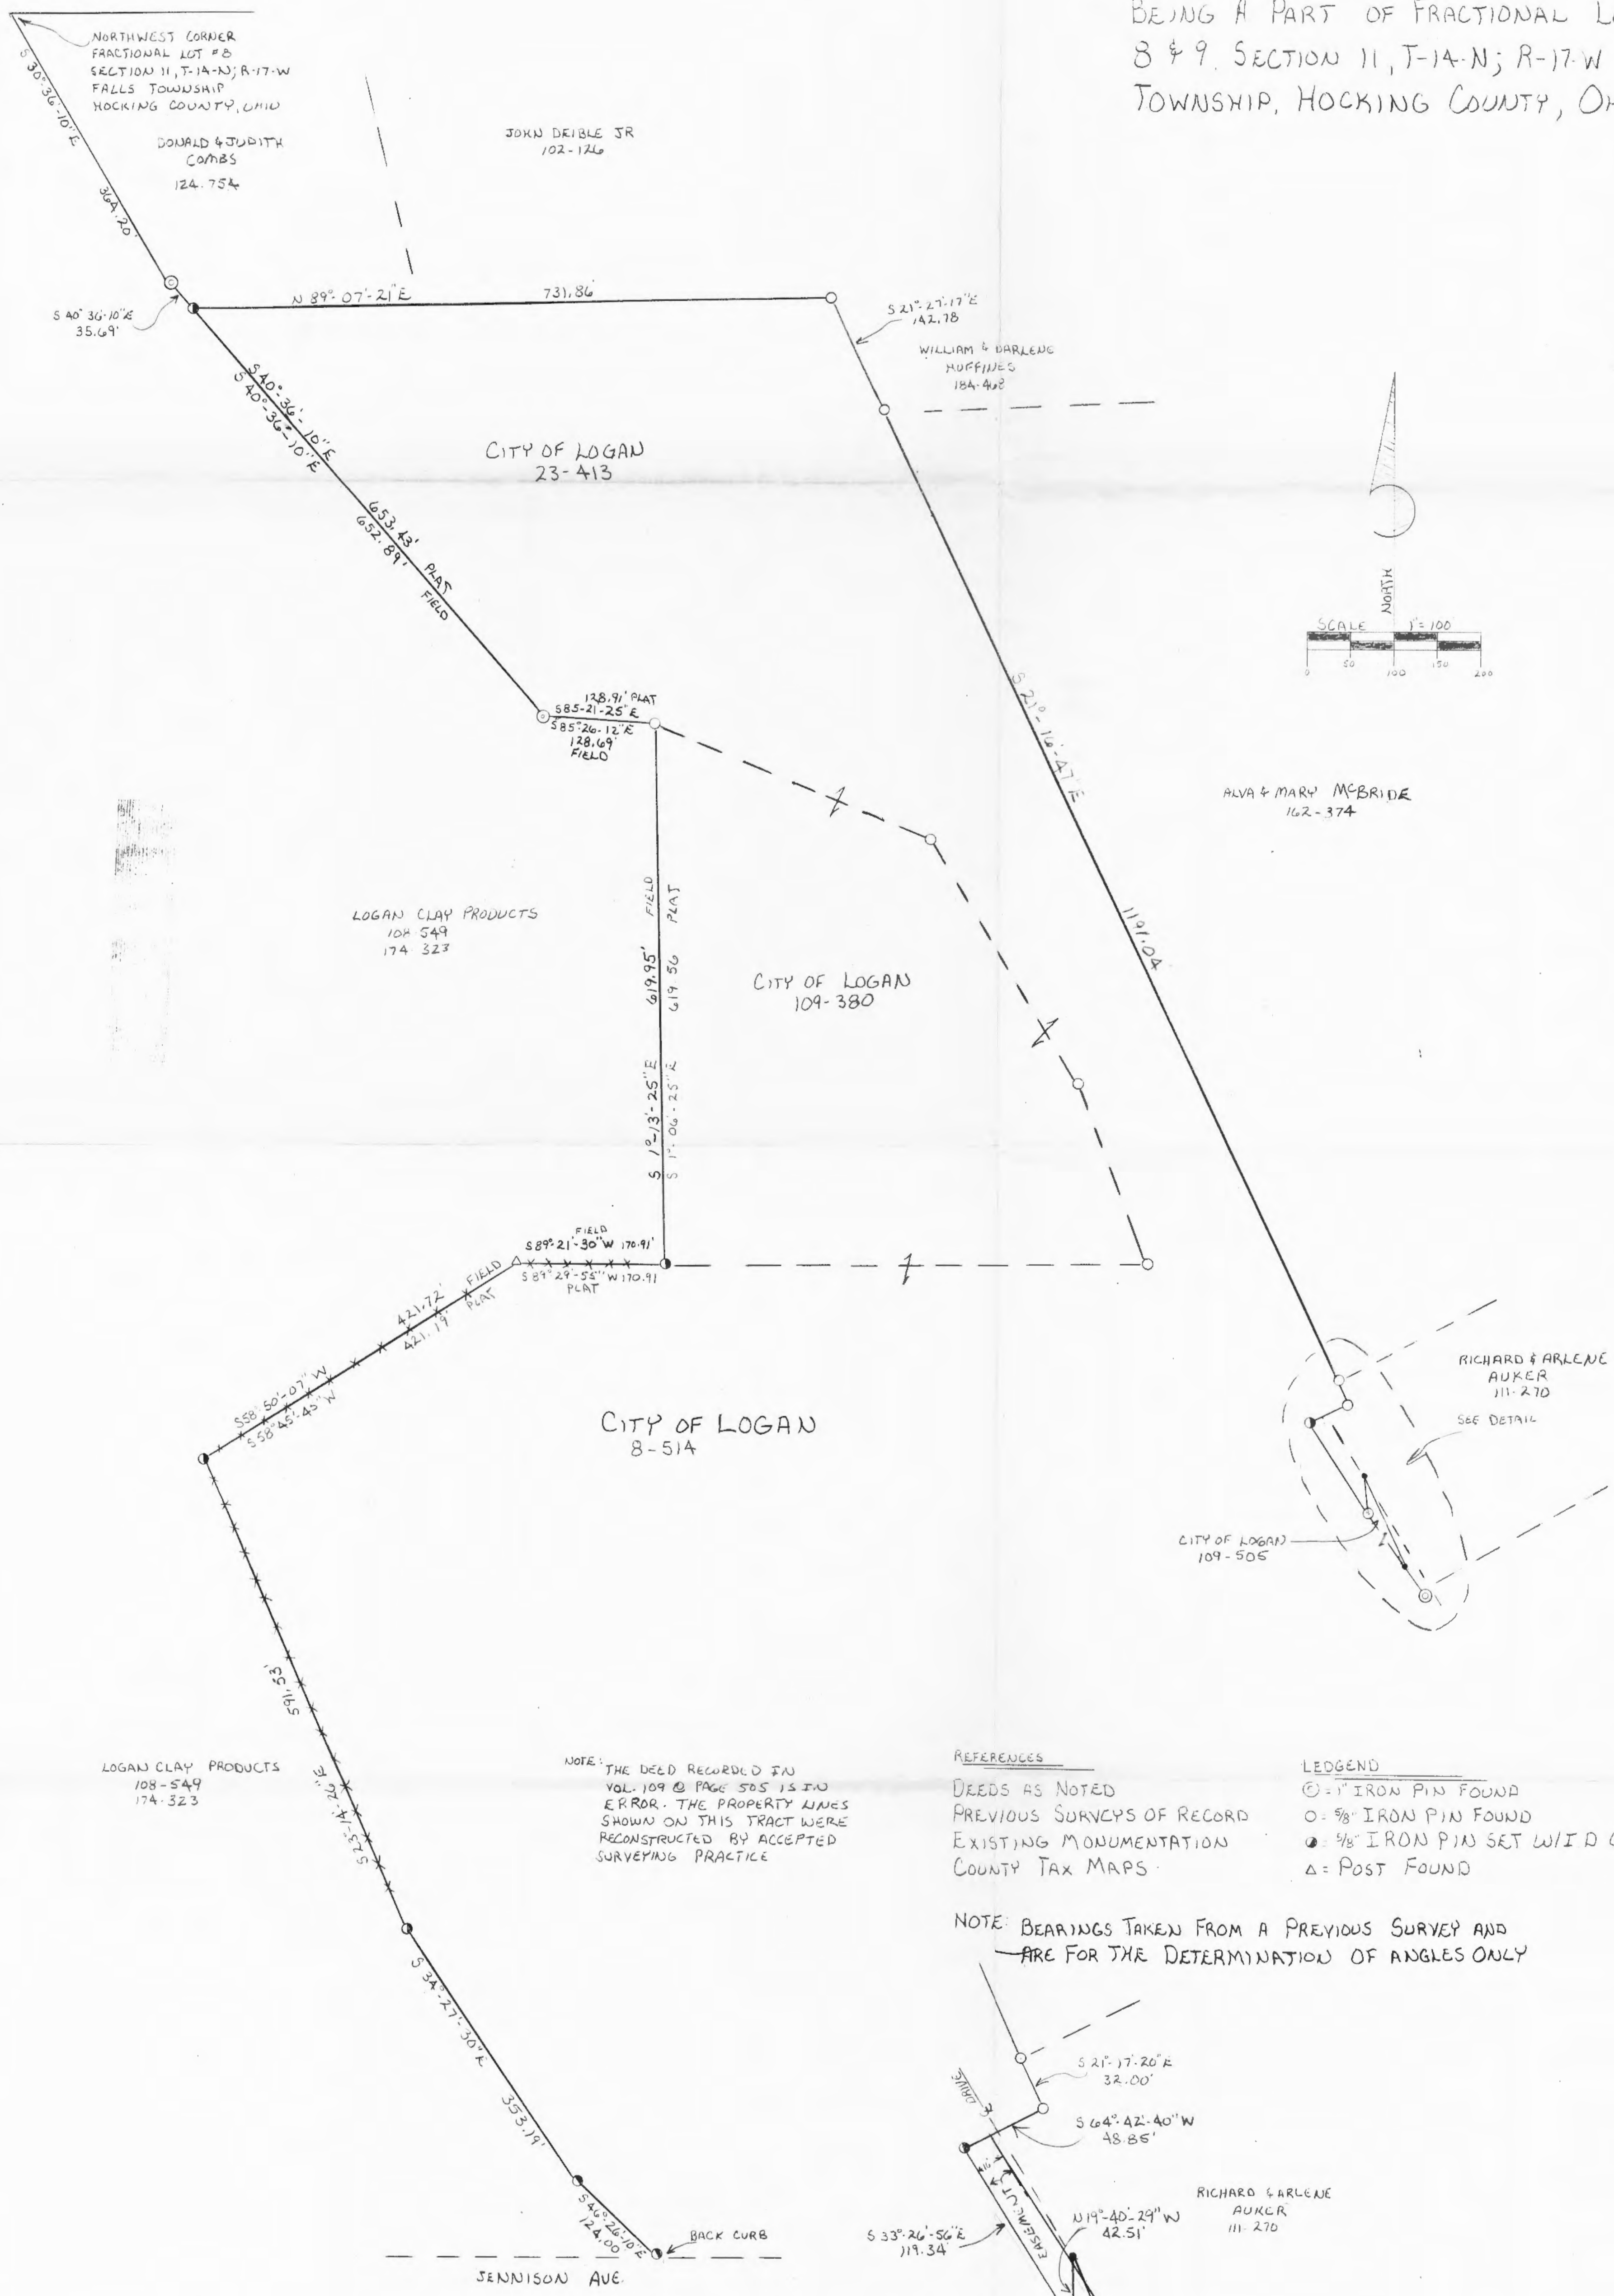 BEING A PART OF FRACTIONAL
8 & 9. SECTION 11, T-14-N; R-17-W
TOWNSHIP, HOCKING COUNTY,
NORTHWEST CORNER
FRACTIONAL LOT #8
SECTION 11, T-14-N; R-17-W
FALLS TOWNSHIP
HOCKING COUNTY, OHIO
S 30°-36'-10"E
364.20'
DONALD & JUDITH
COMBS
124-754
JOHN DEIBLE JR
102-126
S 40° 36'-10"E
35.69'
N 89°-07'-21"E
731.86'
S 21°-27'-17"E
142.78
WILLIAM & DARLENE
HUFFINES
184-468
S 40°-36'-10"E
S 40°-36'-10"E
653.43' PLAT
652.89' FIELD
CITY OF LOGAN
23-413
NORTH
SCALE 1"=100
0 50 100 150 200
128.91' PLAT
S85-21-25"E
S85°26'-12"E
128.69'
FIELD
S 21°-16'-47"E
1191.04
ALVA & MARY McBRIDE
162-374
LOGAN CLAY PRODUCTS
108 549
174 323
S 1°-13'-25"E 619.95' FIELD
S 1°-06'-25"E 619.56 PLAT
CITY OF LOGAN
109-380
FIELD
S89°-21'-30"W 170.91'
S89°29'-55"W 170.91
PLAT
S58°50'-07"W 421.72' FIELD
S58°45'-45"W 421.19' PLAT
CITY OF LOGAN
8-514
RICHARD & ARLENE
AUKER
111-270
SEE DETAIL
CITY OF LOGAN
109-505
591.53'
S23°-14'-26"E
LOGAN CLAY PRODUCTS
108-549
174.323
NOTE: THE DEED RECORDED IN
VOL. 109 @ PAGE 505 IS IN
ERROR. THE PROPERTY LINES
SHOWN ON THIS TRACT WERE
RECONSTRUCTED BY ACCEPTED
SURVEYING PRACTICE
REFERENCES
DEEDS AS NOTED
PREVIOUS SURVEYS OF RECORD
EXISTING MONUMENTATION
COUNTY TAX MAPS
LEDGEND
= 1" IRON PIN FOUND
O = 5/8" IRON PIN FOUND
= 5/8" IRON PIN SET W/ID
Δ = POST FOUND
NOTE: BEARINGS TAKEN FROM A PREVIOUS SURVEY AND
ARE FOR THE DETERMINATION OF ANGLES ONLY
S 34°-27'-30"E
353.19'
S46°-26'-10"E
124.00
BACK CURB
JENNISON AVE.
S 21°-17'-20"E
32.00'
DRIVE
S 64°-42'-40"W
48.85'
EASEMENT
N19°-40'-29"W
42.51'
RICHARD & ARLENE
AUKER
111-270
S 33°-26'-56"E
119.34'